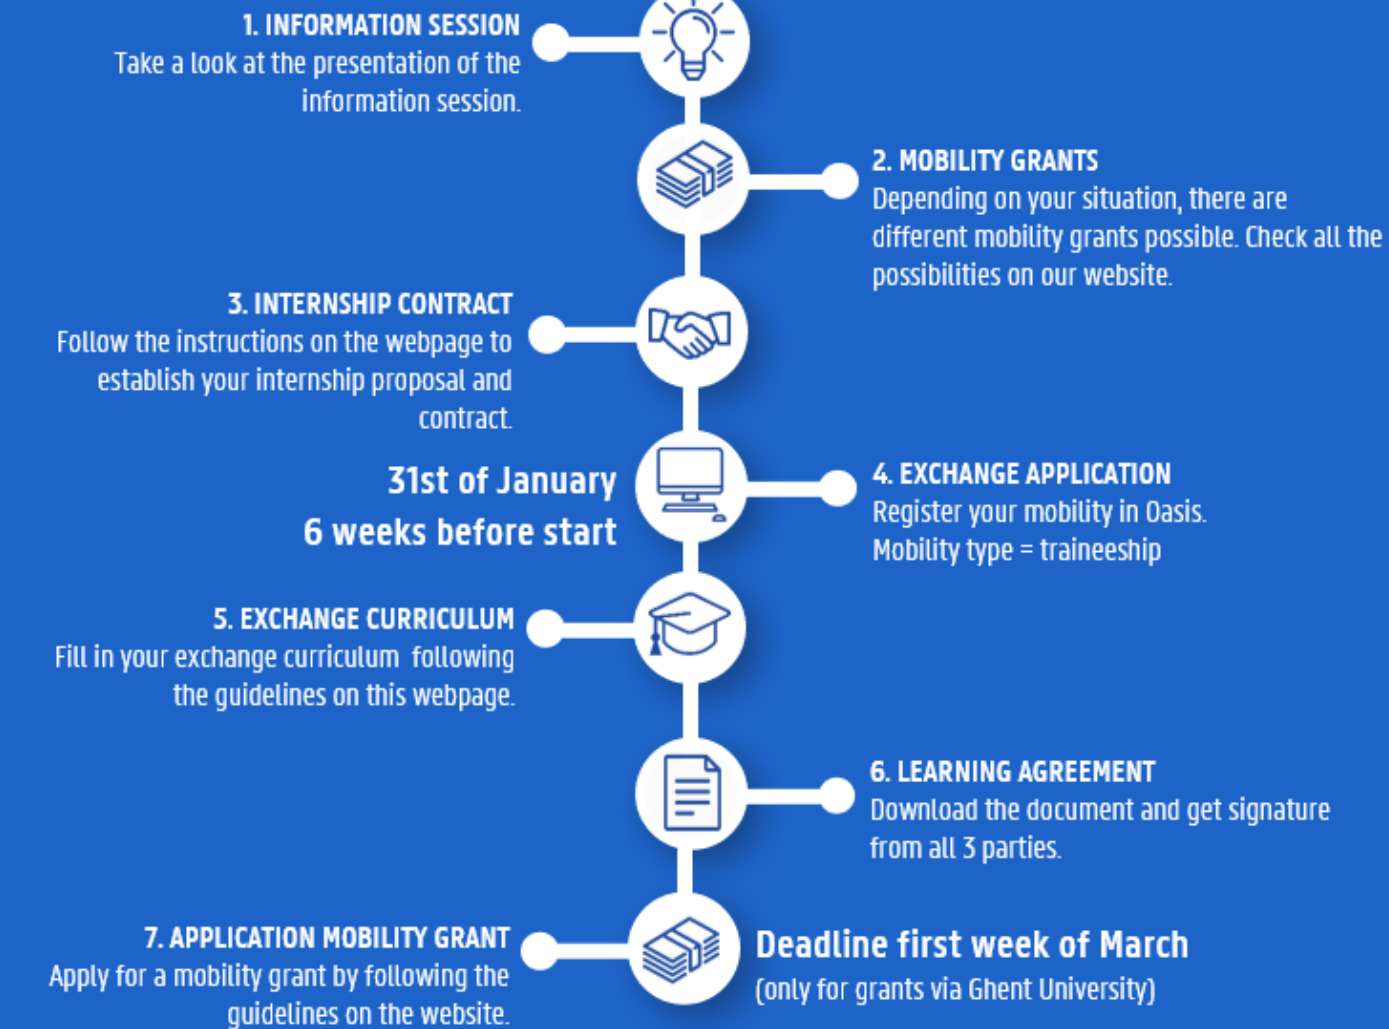 1. INFORMATION SESSION
Take a look at the presentation of the
information session.
2. MOBILITY GRANTS
Depending on your situation, there are
different mobility grants possible. Check all the
possibilities on our website.
3. INTERNSHIP CONTRACT
Follow the instructions on the webpage to
establish your internship proposal and
contract.
31st of January
6 weeks before start
4. EXCHANGE APPLICATION
Register your mobility in Oasis.
Mobility type = traineeship
5. EXCHANGE CURRICULUM
Fill in your exchange curriculum  following
the guidelines on this webpage.
6. LEARNING AGREEMENT
Download the document and get signature
from all 3 parties.
7. APPLICATION MOBILITY GRANT
Apply for a mobility grant by following the
guidelines on the website.
Deadline first week of March
(only for grants via Ghent University)